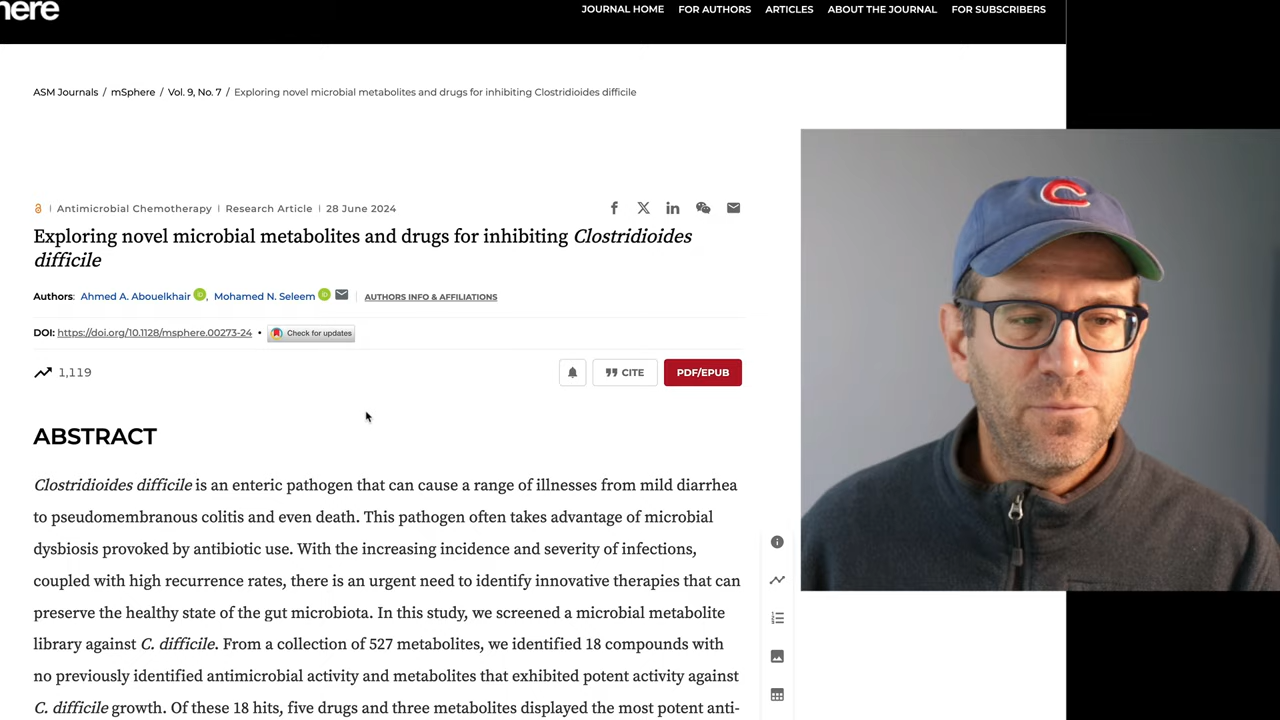 here
JOURNAL HOME FOR AUTHORS ARTICLES ABOUT THE JOURNAL FOR SUBSCRIBERS
ASM Journals / mSphere / Vol. 9, No. 7 / Exploring novel microbial metabolites and drugs for inhibiting Clostridioides difficile
Antimicrobial Chemotherapy | Research Article | 28 June 2024
Exploring novel microbial metabolites and drugs for inhibiting Clostridioides
difficile
Authors: Ahmed A. Abouelkhair, Mohamed N. Seleem | AUTHORS INFO & AFFILIATIONS
DOI: https://doi.org/10.1128/msphere.00273-24 • Check for updates
1,119
CITE
PDF/EPUB
ABSTRACT
Clostridioides difficile is an enteric pathogen that can cause a range of illnesses from mild diarrhea
to pseudomembranous colitis and even death. This pathogen often takes advantage of microbial
dysbiosis provoked by antibiotic use. With the increasing incidence and severity of infections,
coupled with high recurrence rates, there is an urgent need to identify innovative therapies that can
preserve the healthy state of the gut microbiota. In this study, we screened a microbial metabolite
library against C. difficile. From a collection of 527 metabolites, we identified 18 compounds with
no previously identified antimicrobial activity and metabolites that exhibited potent activity against
C. difficile growth. Of these 18 hits, five drugs and three metabolites displayed the most potent anti-
C